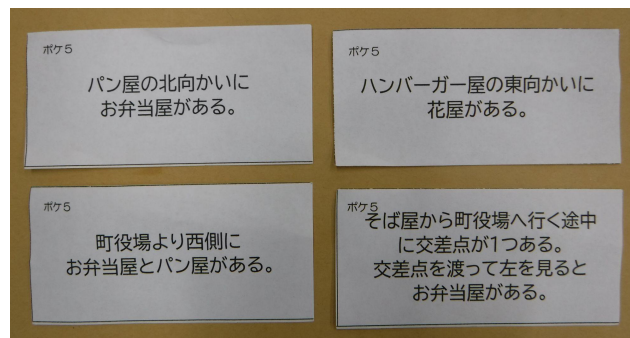 ポケ5
パン屋の北向かいに
お弁当屋がある。
ポケ5
ハンバーガー屋の東向かいに
花屋がある。
ポケ5
町役場より西側に
お弁当屋とパン屋がある。
ポケ5
そば屋から町役場へ行く途中
に交差点が1つある。
交差点を渡って左を見ると
お弁当屋がある。